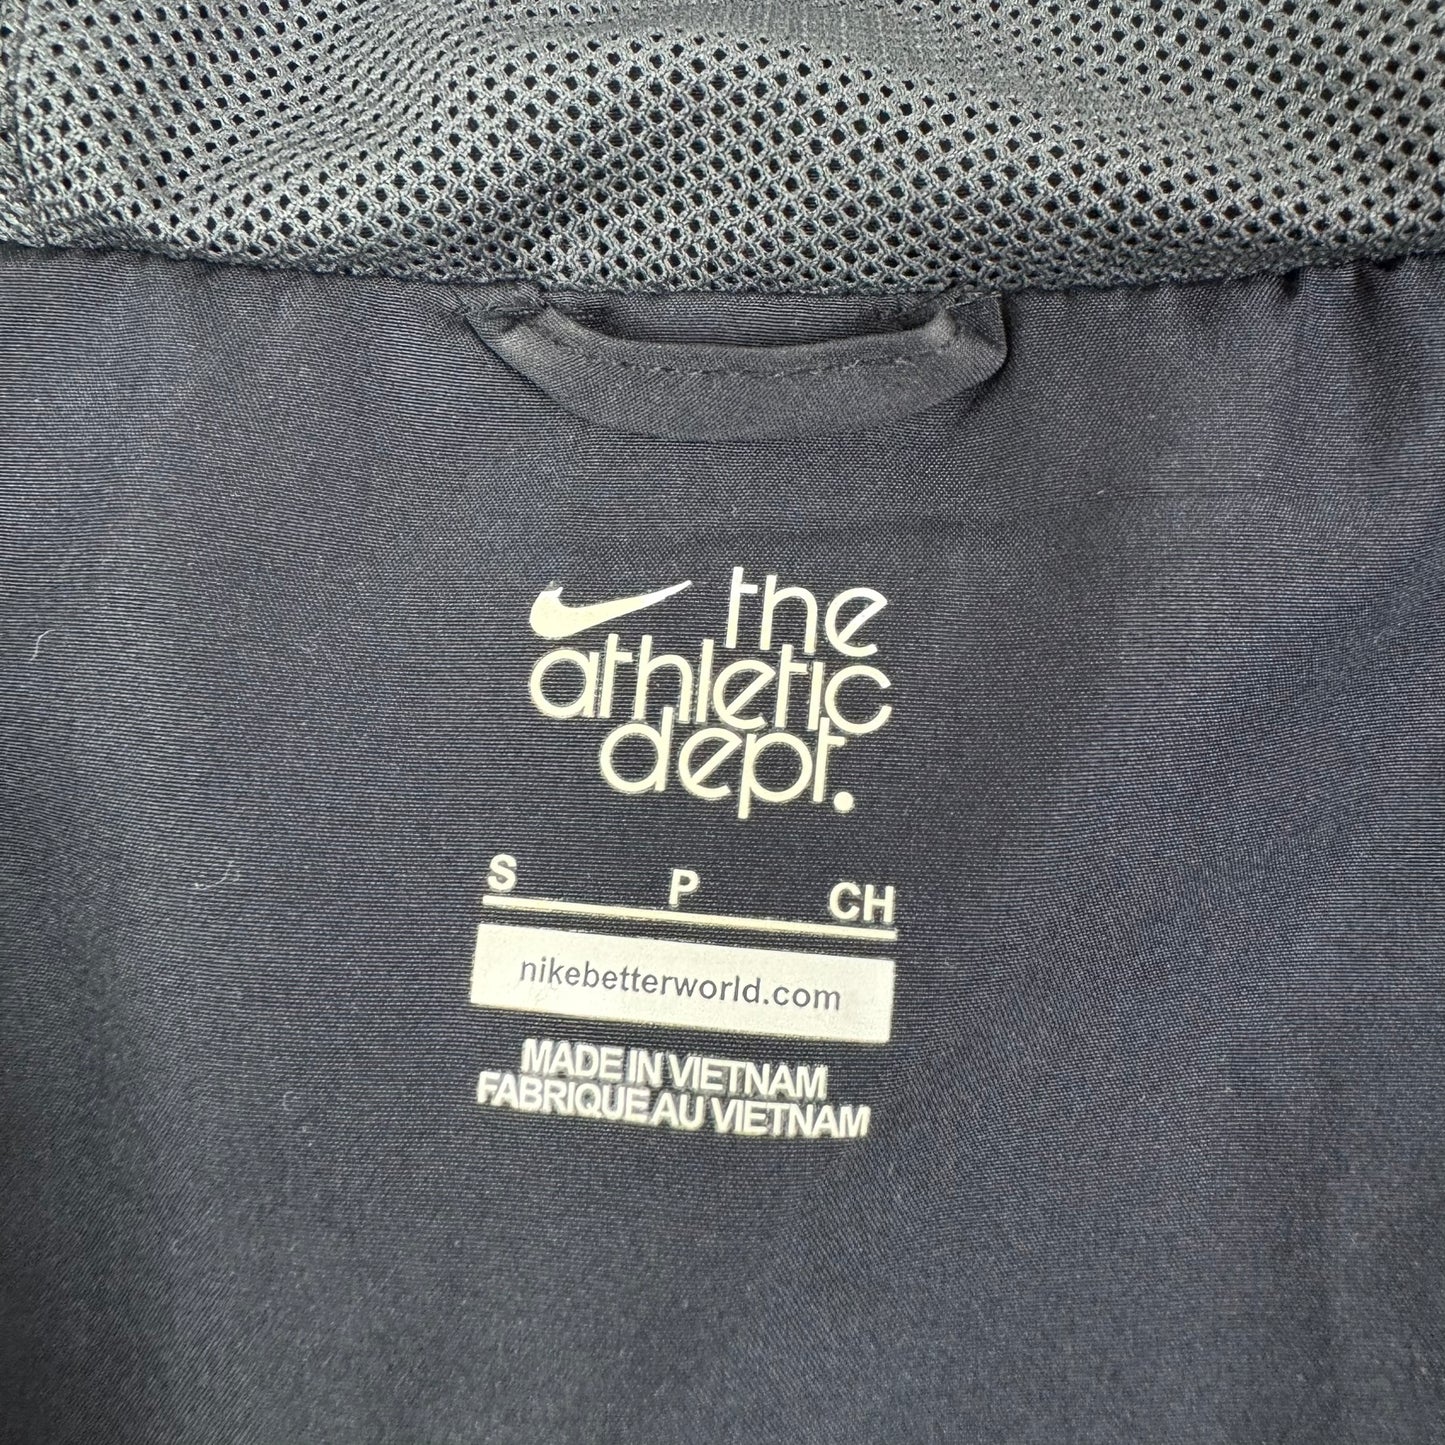 the
athletic
dept.
S P CH
nikebetterworld.com
MADE IN VIETNAM
FABRIQUE AU VIETNAM